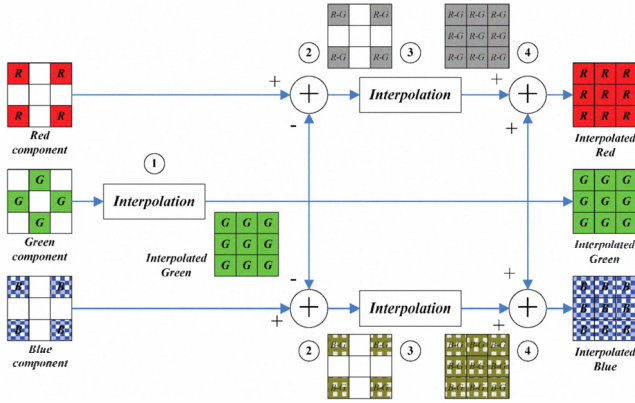 R-G R-G
R-G R-G
R-G R-G R-G
R-G R-G R-G
R-G R-G R-G
2
3
4
R R
R R
+
+
Interpolation
+
+
R R R
R R R
R R R
Red
component
-
+
Interpolated
Red
1
G
G G
G
Interpolation
G G G
G G G
G G G
Green
component
Interpolated
Green
G G G
G G G
G G G
Interpolated
Green
B B
B B
-
+
+
Interpolation
+
+
+
B B B
B B B
B B B
Blue
component
Interpolated
Blue
2
B-G B-G
B-G B-G
3
B-G B-G B-G
B-G B-G B-G
B-G B-G B-G
4